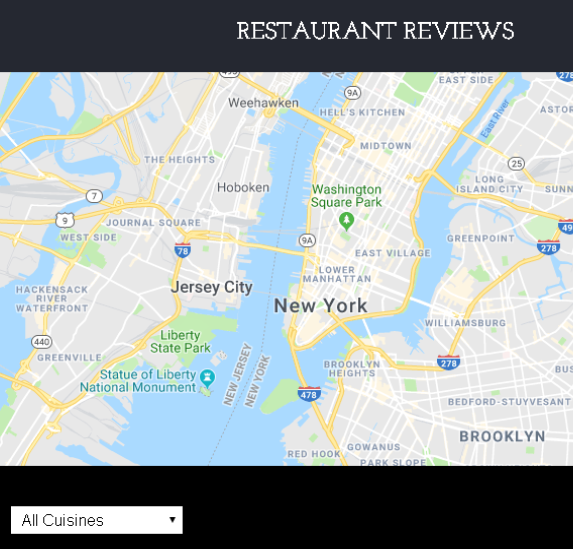 RESTAURANT REVIEWS
495
278
EAST SIDE
Weehawken
9A
HELL'S KITCHEN
East River
ASTOR
MIDTOWN
THE HEIGHTS
25
LONG
ISLAND CITY
SUNN
Hoboken
Washington
Square Park
7
9
JOURNAL SQUARE
WEST SIDE
49
78
9A
GREENPOINT
278
EAST VILLAGE
LOWER
MANHATTAN
HACKENSACK
RIVER
WATERFRONT
Jersey City
New York
WILLIAMSBURG
440
GREENVILLE
Liberty
State Park
Statue of Liberty
National Monument
NEW JERSEY
NEW YORK
BROOKLYN
HEIGHTS
278
BUS
478
BEDFORD-STUYVESANT
BROOKLYN
GOWANUS
RED HOOK
PARK SLOPE
All Cuisines